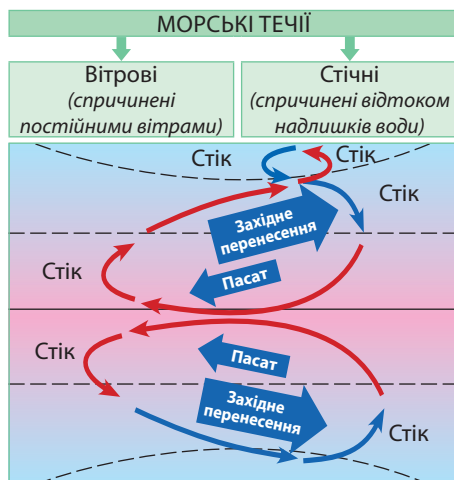 МОРСЬКІ ТЕЧІЇ
Вітрові
(спричинені
постійними вітрами)
Стічні
(спричинені відтоком
надлишків води)
Стік
Стік
Стік
Західне
перенесення
Стік
Пасат
Стік
Пасат
Західне
перенесення
Стік